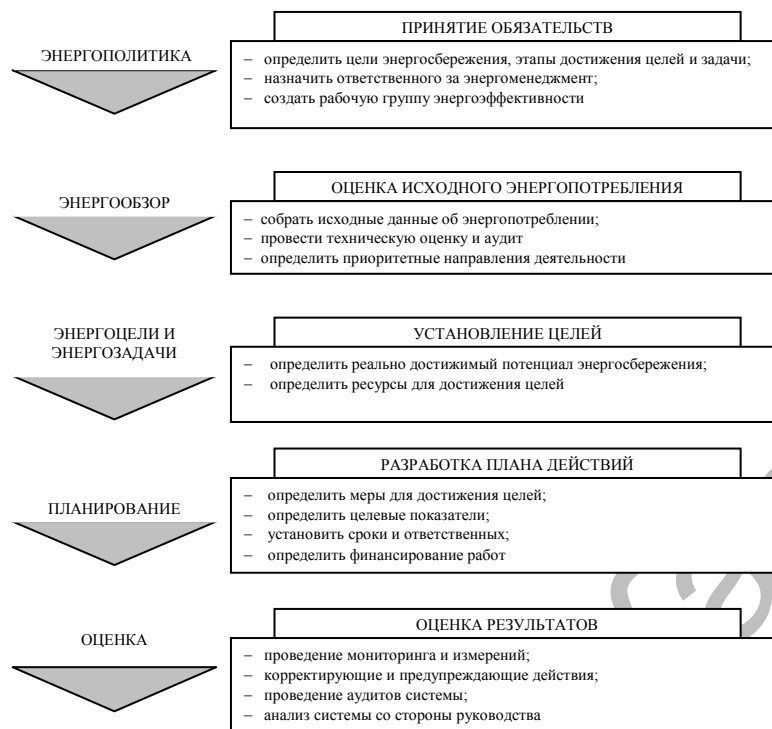 ПРИНЯТИЕ ОБЯЗАТЕЛЬСТВ
ЭНЕРГОПОЛИТИКА
– определить цели энергосбережения, этапы достижения целей и задачи;
– назначить ответственного за энергоменеджмент;
– создать рабочую группу энергоэффективности
ОЦЕНКА ИСХОДНОГО ЭНЕРГОПОТРЕБЛЕНИЯ
ЭНЕРГООБЗОР
– собрать исходные данные об энергопотреблении;
– провести техническую оценку и аудит
– определить приоритетные направления деятельности
ЭНЕРГОЦЕЛИ И
ЭНЕРГОЗАДАЧИ
УСТАНОВЛЕНИЕ ЦЕЛЕЙ
– определить реально достижимый потенциал энергосбережения;
– определить ресурсы для достижения целей
РАЗРАБОТКА ПЛАНА ДЕЙСТВИЙ
ПЛАНИРОВАНИЕ
– определить меры для достижения целей;
– определить целевые показатели;
– установить сроки и ответственных;
– определить финансирование работ
ОЦЕНКА РЕЗУЛЬТАТОВ
ОЦЕНКА
– проведение мониторинга и измерений;
– корректирующие и предупреждающие действия;
– проведение аудитов системы;
– анализ системы со стороны руководства